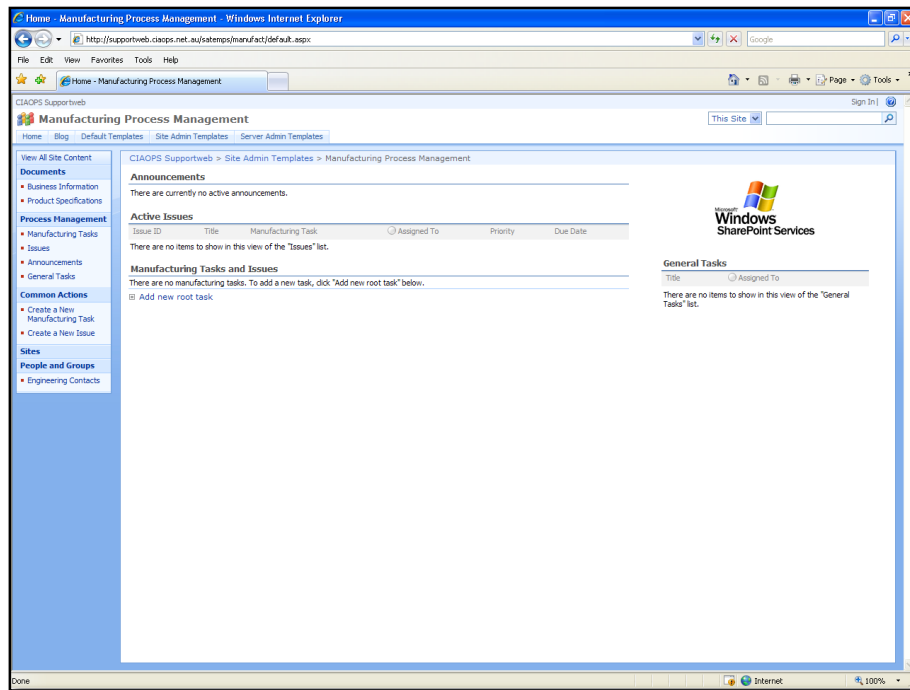 Home - Manufacturing Process Management - Windows Internet Explorer
http://supportweb.ciaops.net.au/satemps/manufact/default.aspx
Google
File Edit View Favorites Tools Help
Home - Manufacturing Process Management
Page Tools
CIAOPS Supportweb
Sign In |
Manufacturing Process Management
This Site
Home Blog Default Templates Site Admin Templates Server Admin Templates
View All Site Content
Documents
Business Information
Product Specifications
Process Management
Manufacturing Tasks
Issues
Announcements
General Tasks
Common Actions
Create a New
Manufacturing Task
Create a New Issue
Sites
People and Groups
Engineering Contacts
CIAOPS Supportweb > Site Admin Templates > Manufacturing Process Management
Announcements
There are currently no active announcements.
Active Issues
Issue ID Title Manufacturing Task Assigned To Priority Due Date
There are no items to show in this view of the "Issues" list.
Manufacturing Tasks and Issues
There are no manufacturing tasks. To add a new task, click "Add new root task" below.
Add new root task
Microsoft
Windows
SharePoint Services
General Tasks
Title Assigned To
There are no items to show in this view of the "General
Tasks" list.
Done
Internet
100%